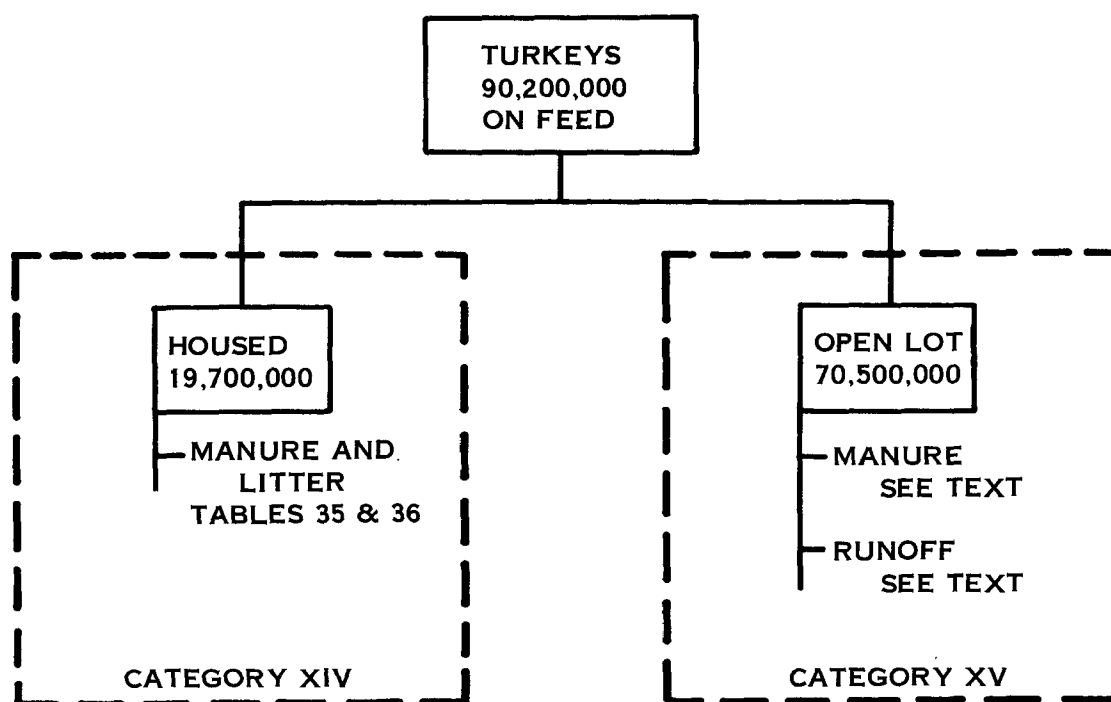 TURKEYS
90,200,000
ON FEED
HOUSED
19,700,000
MANURE AND
LITTER
TABLES 35 & 36
CATEGORY XIV
OPEN LOT
70,500,000
MANURE
SEE TEXT
RUNOFF
SEE TEXT
CATEGORY XV